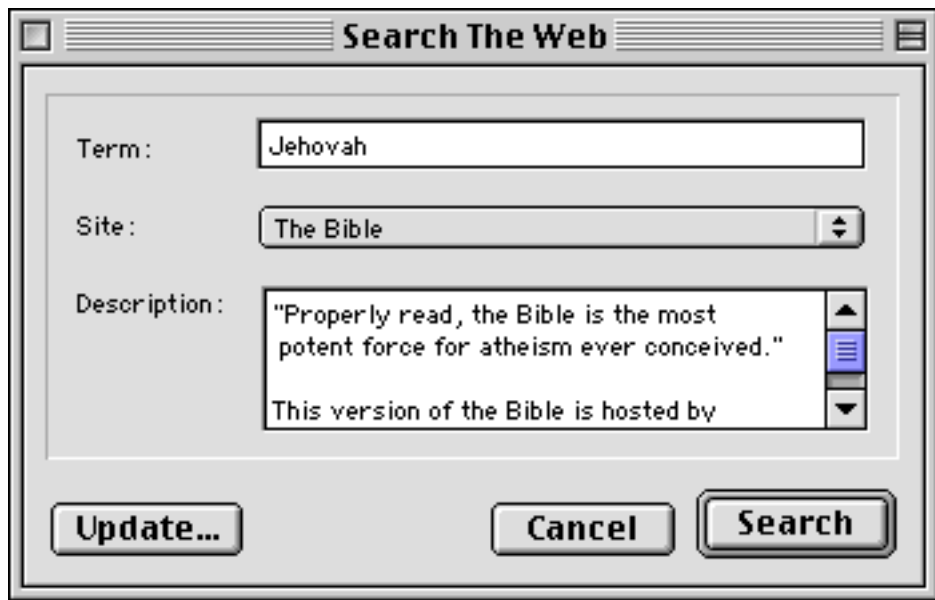 Search The Web
Term:
Jehovah
Site:
The Bible
Description:
"Properly read, the Bible is the most
potent force for atheism ever conceived."
This version of the Bible is hosted by
Update...
Cancel
Search